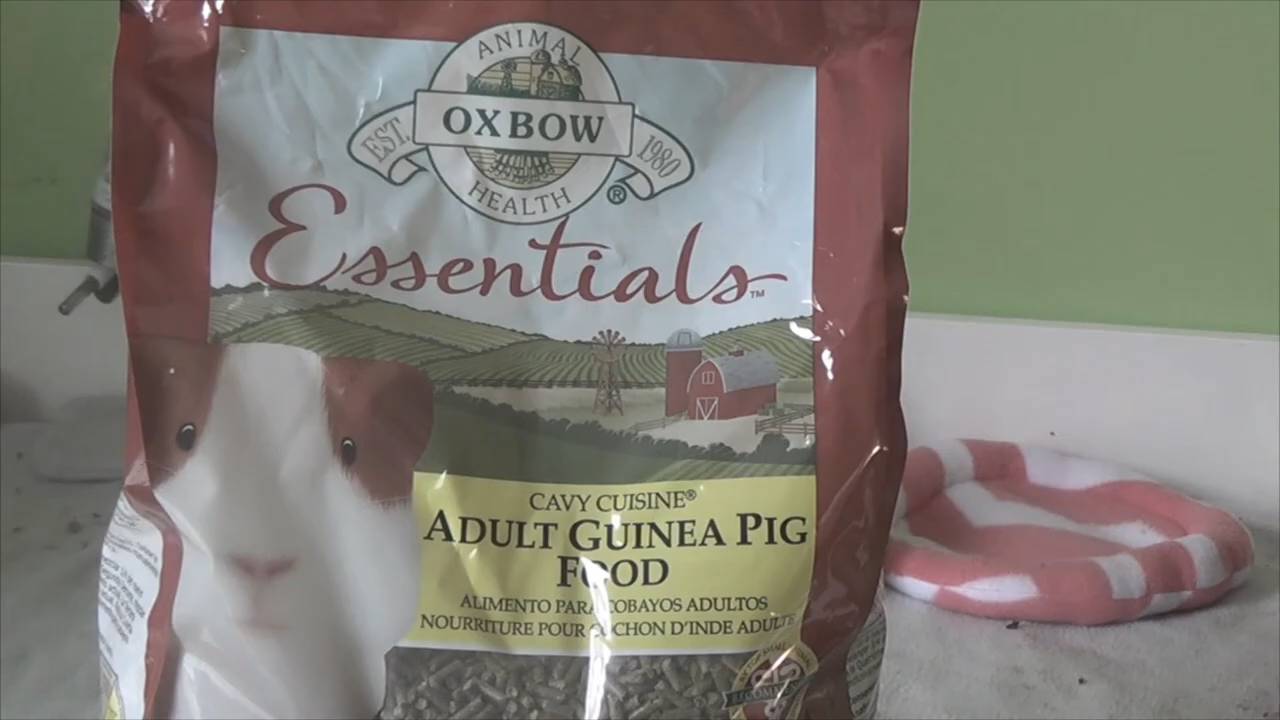 ANIMAL
EST. OXBOW 1980
HEALTH ®
Essentials™
CAVY CUISINE®
ADULT GUINEA PIG
FOOD
ALIMENTO PARA COBAYOS ADULTOS
NOURRITURE POUR COCHON D'INDE ADULTE